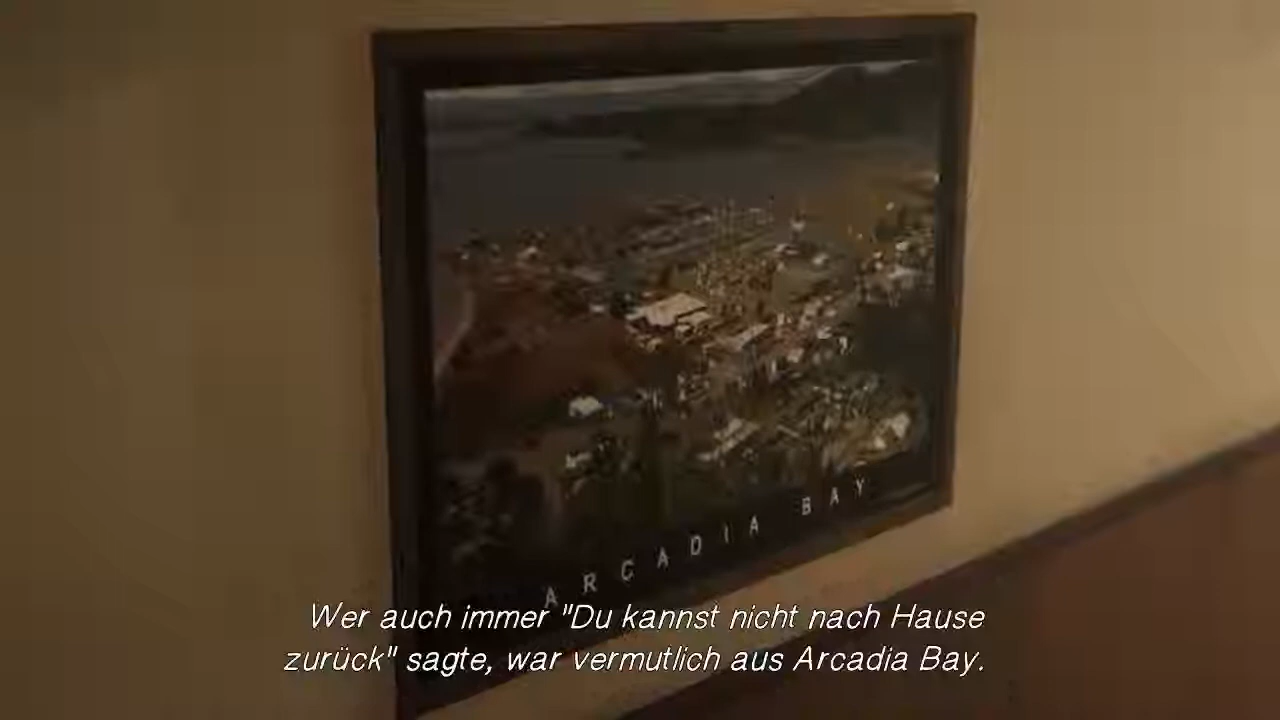 ARCADIA BAY
Wer auch immer "Du kannst nicht nach Hause
zurück" sagte, war vermutlich aus Arcadia Bay.